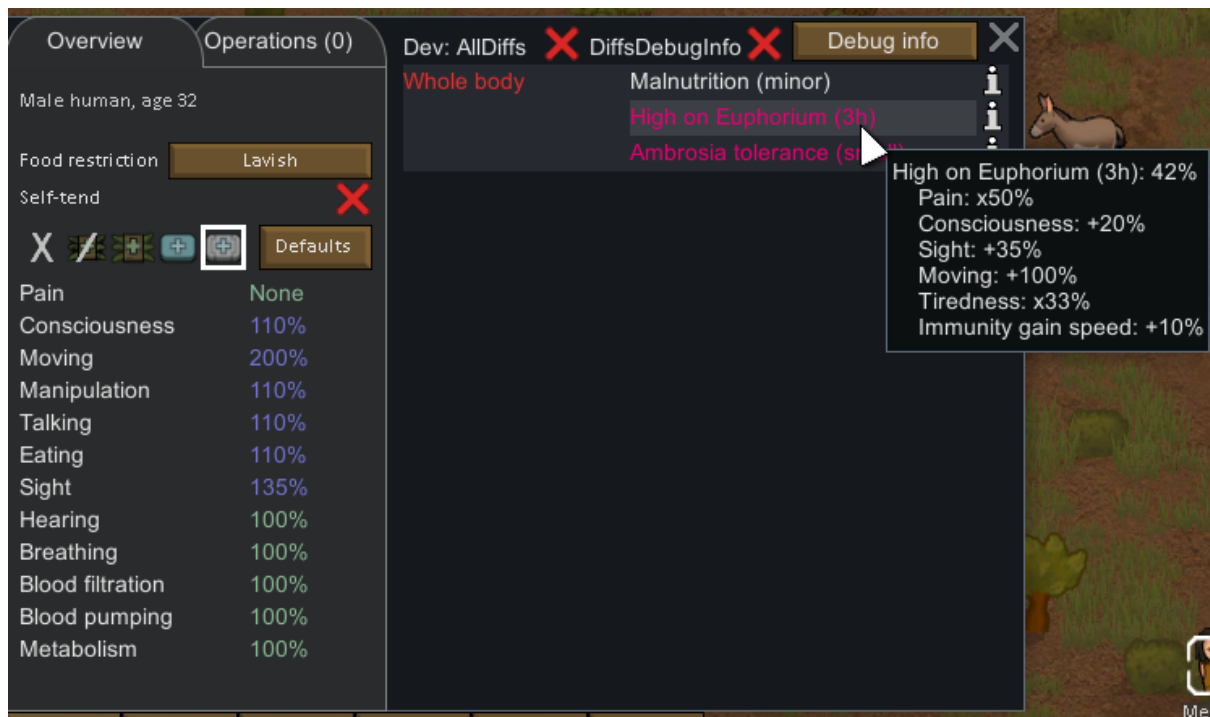 Overview
Operations (0)
Male human, age 32
Food restriction
Lavish
Self-tend
Defaults
Pain None
Consciousness 110%
Moving 200%
Manipulation 110%
Talking 110%
Eating 110%
Sight 135%
Hearing 100%
Breathing 100%
Blood filtration 100%
Blood pumping 100%
Metabolism 100%
Dev: AllDiffs
DiffsDebugInfo
Debug info
Whole body
Malnutrition (minor)
High on Euphorium (3h)
Ambrosia tolerance
High on Euphorium (3h): 42%
Pain: x50%
Consciousness: +20%
Sight: +35%
Moving: +100%
Tiredness: x33%
Immunity gain speed: +10%